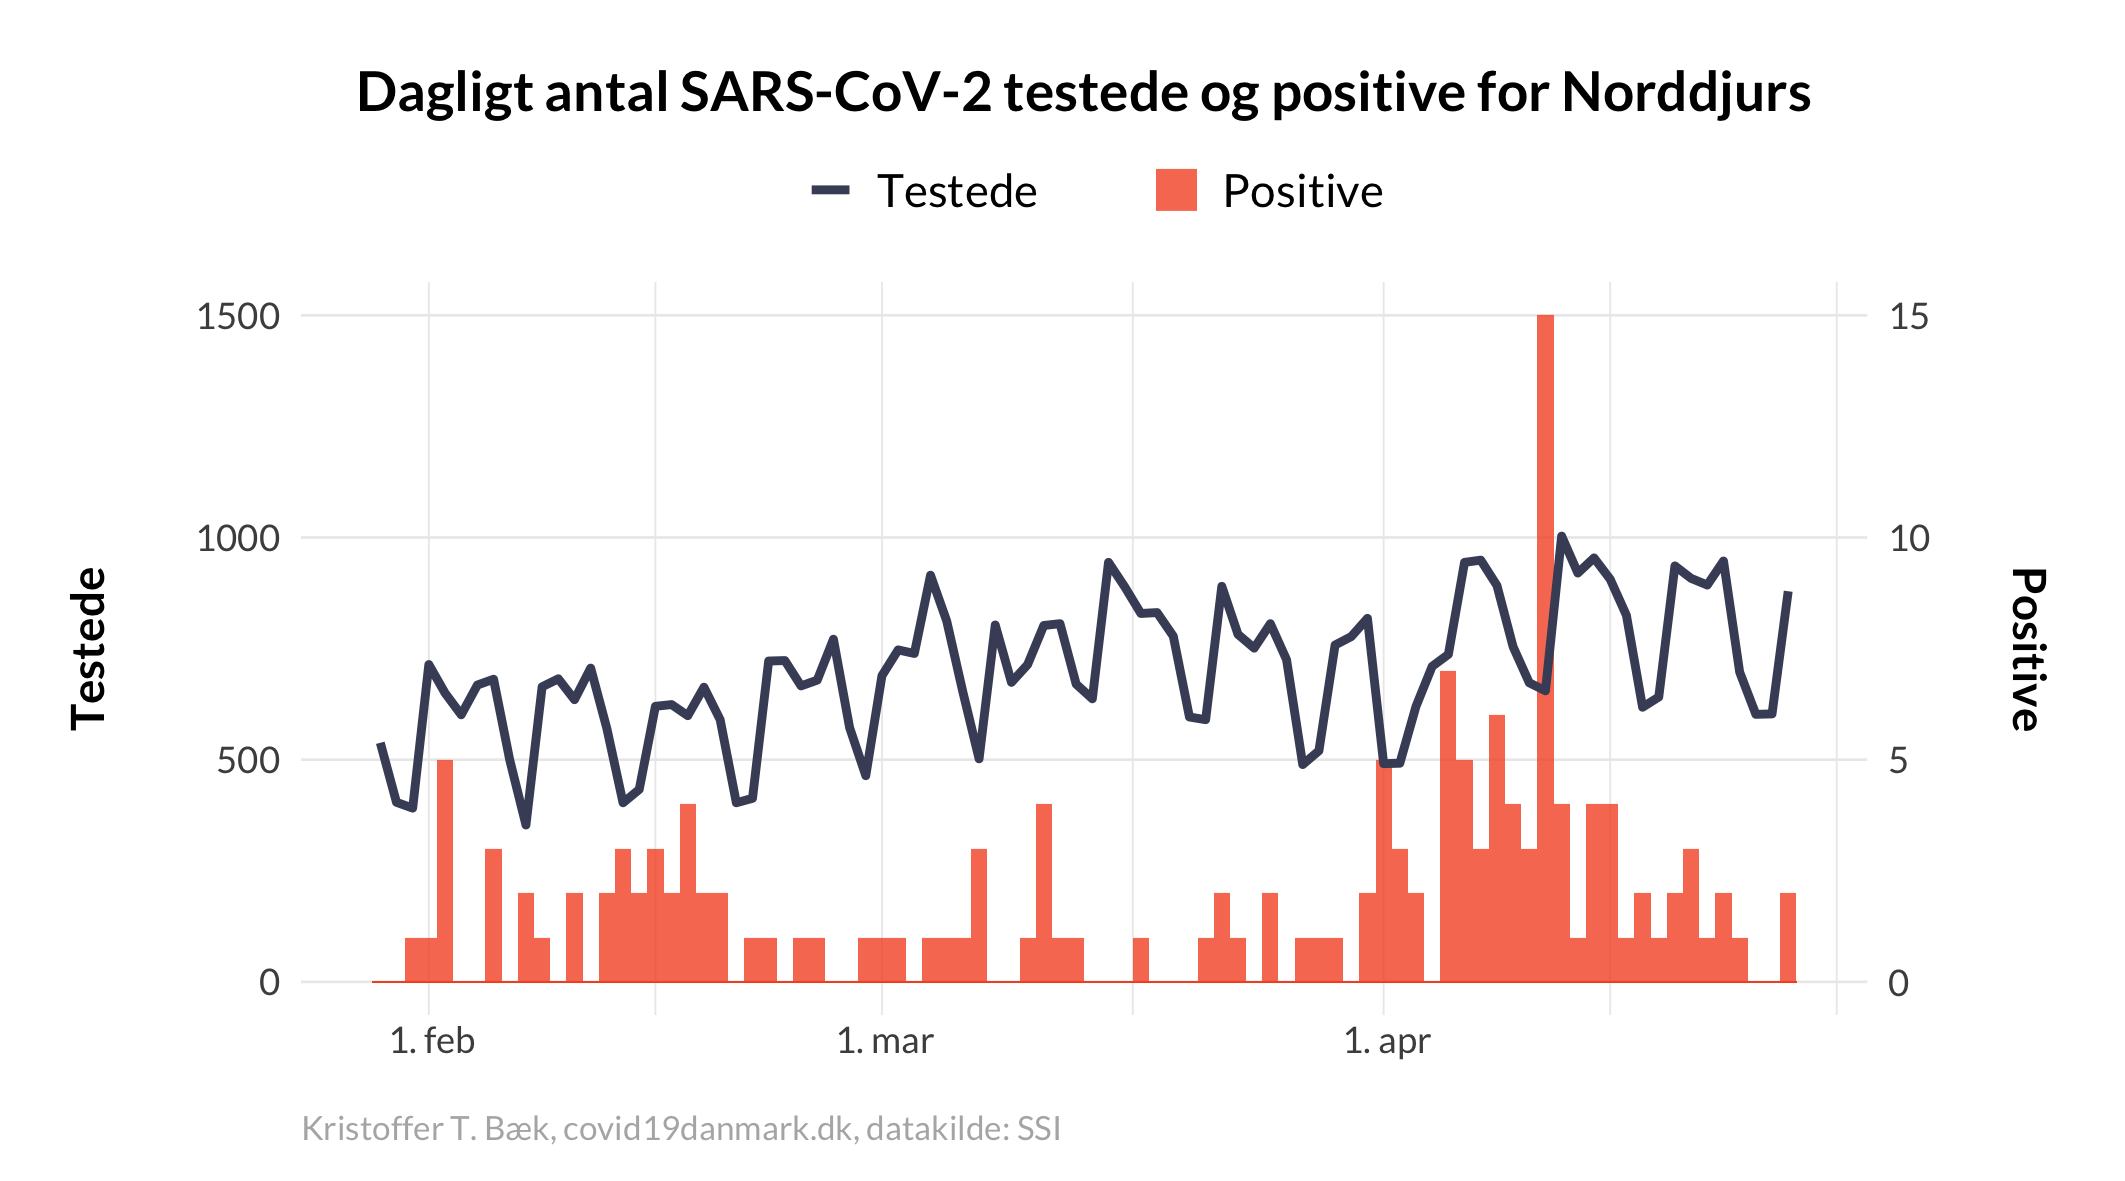 Dagligt antal SARS-CoV-2 testede og positive for Norddjurs
Testede Positive
1500 15
1000 10
500 5
0 0
Testede
Positive
1. feb 1. mar 1. apr
Kristoffer T. Bæk, covid19danmark.dk, datakilde: SSI